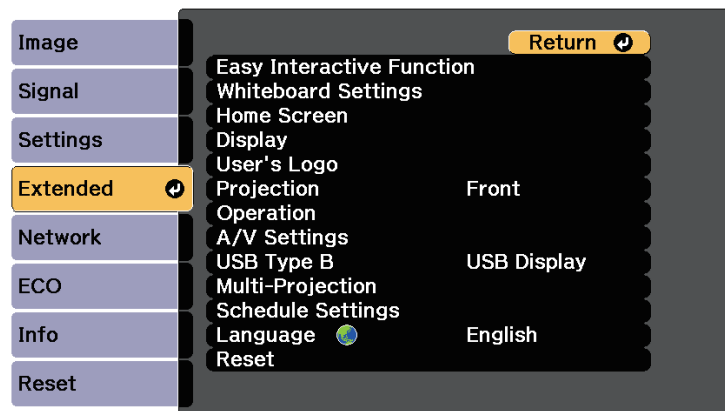 Image
Signal
Settings
Extended
Network
ECO
Info
Reset
Return
Easy Interactive Function
Whiteboard Settings
Home Screen
Display
User's Logo
Projection Front
Operation
A/V Settings
USB Type B USB Display
Multi-Projection
Schedule Settings
Language English
Reset